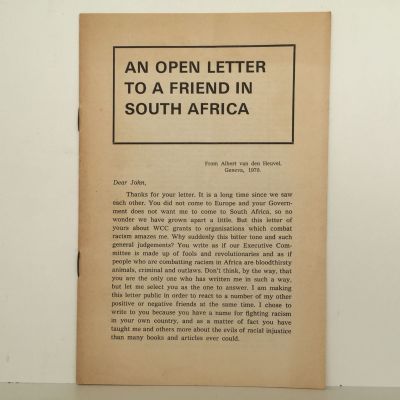 AN OPEN LETTER
TO A FRIEND IN
SOUTH AFRICA
From Albert van den Heuvel.
Geneva, 1970.
Dear John,
Thanks for your letter. It is a long time since we saw
each other. You did not come to Europe and your Govern-
ment does not want me to come to South Africa, so no
wonder we have grown apart a little. But this letter of
yours about WCC grants to organisations which combat
racism amazes me. Why suddenly this bitter tone and such
general judgements? You write as if our Executive Com-
mittee is made up of fools and revolutionaries and as if
people who are combatting racism in Africa are bloodthirsty
animals, criminal and outlaws. Don't think, by the way, that
you are the only one who has written me in such a way,
but let me select you as the one to answer. I am making
this letter public in order to react to a number of my other
positive or negative friends at the same time. I chose to
write to you because you have a name for fighting racism
in your own country, and as a matter of fact you have
taught me and others more about the evils of racial injustice
than many books and articles ever could.